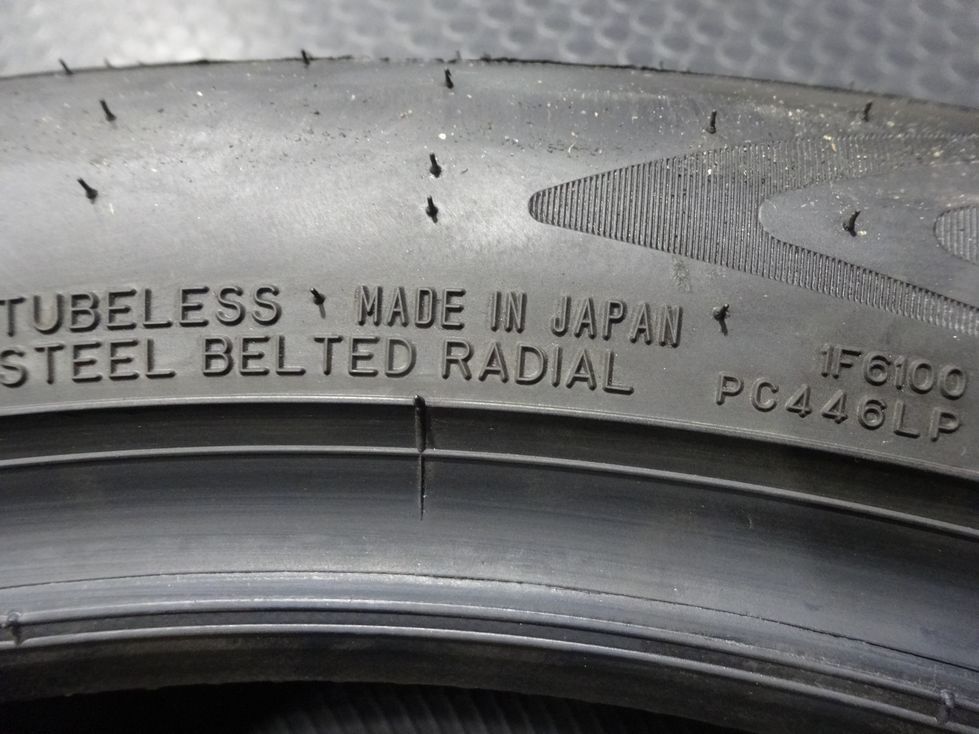 TUBELESS MADE IN JAPAN
STEEL BELTED RADIAL
1F6100
PC446LP